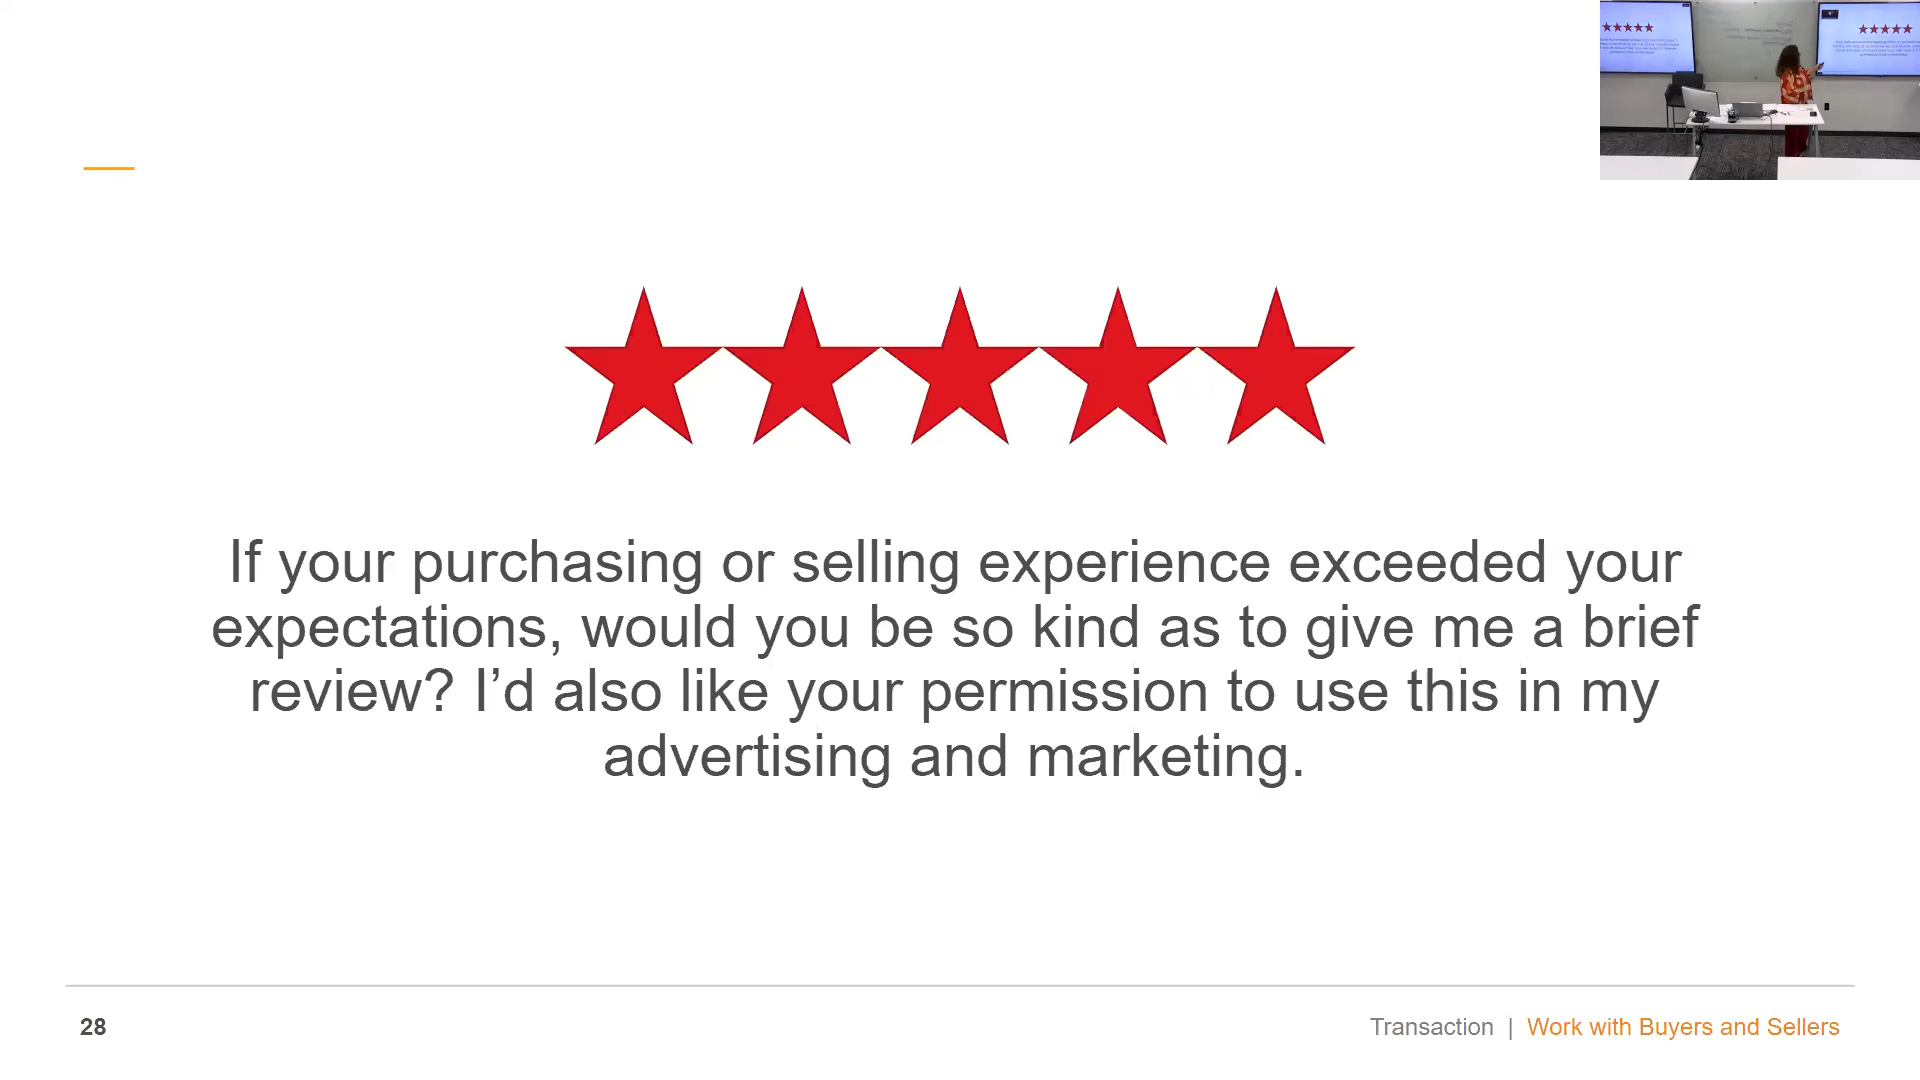 If your purchasing or selling experience exceeded your
expectations, would you be so kind as to give me a brief
review? I’d also like your permission to use this in my
advertising and marketing.
28
Transaction | Work with Buyers and Sellers